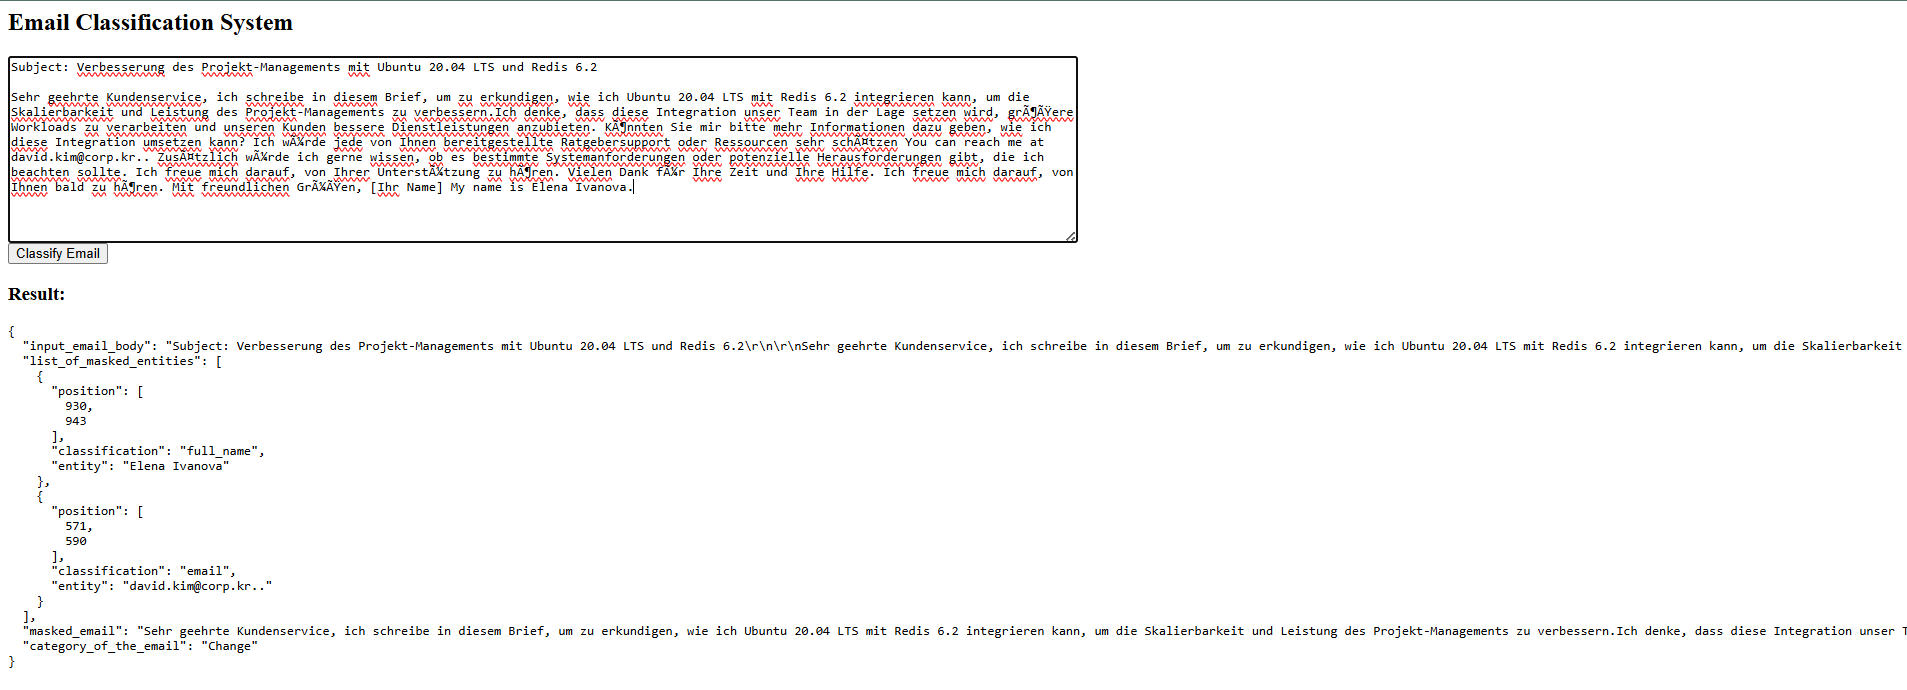 Email Classification System
Subject: Verbesserung des Projekt-Managements mit Ubuntu 20.04 LTS und Redis 6.2
Sehr geehrte Kundenservice, ich schreibe in diesem Brief, um zu erkundigen, wie ich Ubuntu 20.04 LTS mit Redis 6.2 integrieren kann, um die
Skalierbarkeit und Leistung des Projekt-Managements zu verbessern.Ich denke, dass diese Integration unser Team in der Lage setzen wird, grÃ¶ÃŸere
Workloads zu verarbeiten und unseren Kunden bessere Dienstleistungen anzubieten. KÃ¶nnten Sie mir bitte mehr Informationen dazu geben, wie ich
diese Integration umsetzen kann? Ich wÃ¼rde jede von Ihnen bereitgestellte Ratgebersupport oder Ressourcen sehr schÃ¤tzen You can reach me at
david.kim@corp.kr.. ZusÃ¤tzlich wÃ¼rde ich gerne wissen, ob es bestimmte Systemanforderungen oder potenzielle Herausforderungen gibt, die ich
beachten sollte. Ich freue mich darauf, von Ihrer UnterstÃ¼tzung zu hÃ¶ren. Vielen Dank fÃ¼r Ihre Zeit und Ihre Hilfe. Ich freue mich darauf, von
Ihnen bald zu hÃ¶ren. Mit freundlichen GrÃ¼ÃŸen, [Ihr Name] My name is Elena Ivanova.
Classify Email
Result:
{
"input_email_body": "Subject: Verbesserung des Projekt-Managements mit Ubuntu 20.04 LTS und Redis 6.2\r\n\r\nSehr geehrte Kundenservice, ich schreibe in diesem Brief, um zu erkundigen, wie ich Ubuntu 20.04 LTS mit Redis 6.2 integrieren kann, um die Skalierbarkeit
"list_of_masked_entities": [
{
"position": [
930,
943
],
"classification": "full_name",
"entity": "Elena Ivanova"
},
{
"position": [
571,
590
],
"classification": "email",
"entity": "david.kim@corp.kr.."
}
],
"masked_email": "Sehr geehrte Kundenservice, ich schreibe in diesem Brief, um zu erkundigen, wie ich Ubuntu 20.04 LTS mit Redis 6.2 integrieren kann, um die Skalierbarkeit und Leistung des Projekt-Managements zu verbessern.Ich denke, dass diese Integration unser
"category_of_the_email": "Change"
}